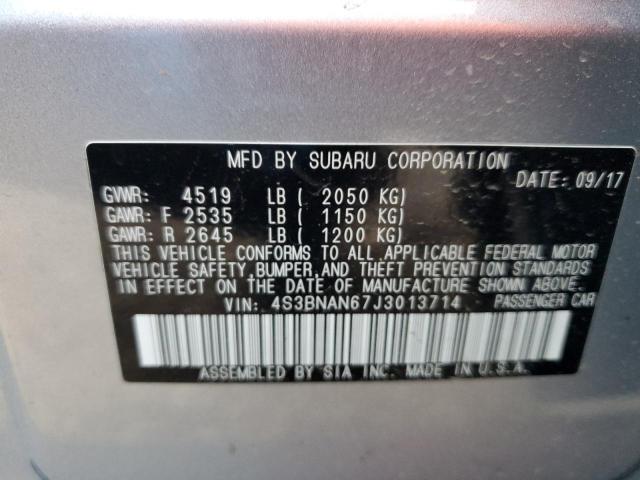 MFD BY SUBARU CORPORATION
DATE: 09/17
GVWR: 4519 LB ( 2050 KG)
GAWR: F 2535 LB ( 1150 KG)
GAWR: R 2645 LB ( 1200 KG)
THIS VEHICLE CONFORMS TO ALL APPLICABLE FEDERAL MOTOR
VEHICLE SAFETY, BUMPER, AND THEFT PREVENTION STANDARDS
IN EFFECT ON THE DATE OF MANUFACTURE SHOWN ABOVE.
VIN: 4S3BNAN67J3013714 PASSENGER CAR
ASSEMBLED BY SIA INC. MADE IN U.S.A.